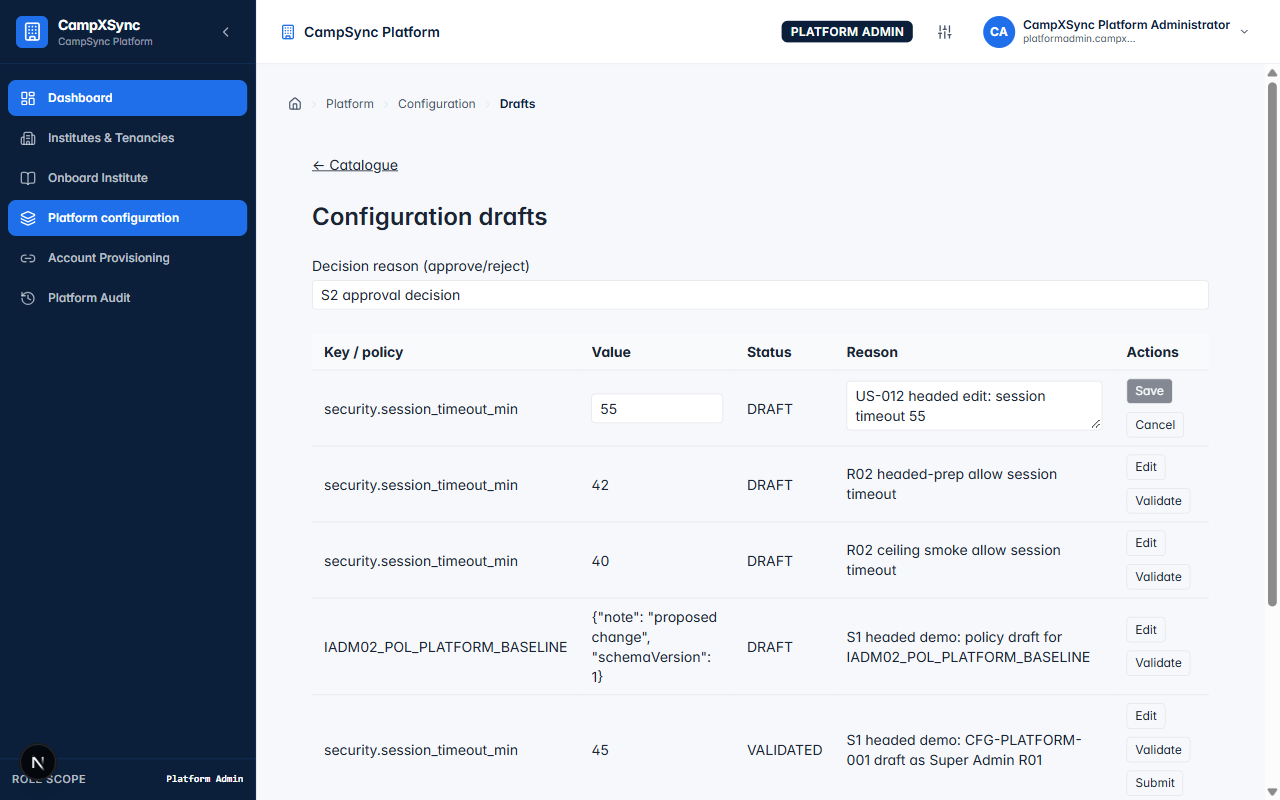 CampXSync
CampSync Platform
CampSync Platform
PLATFORM ADMIN
CA
CampXSync Platform Administrator
platformadmin.campx...
Dashboard
Institutes & Tenancies
Onboard Institute
Platform configuration
Account Provisioning
Platform Audit
Platform
Configuration
Drafts
← Catalogue
Configuration drafts
Decision reason (approve/reject)
S2 approval decision
Key / policy Value Status Reason Actions
security.session_timeout_min 55 DRAFT
US-012 headed edit: session
timeout 55
Save
Cancel
security.session_timeout_min 42 DRAFT
R02 headed-prep allow session
timeout
Edit
Validate
security.session_timeout_min 40 DRAFT
R02 ceiling smoke allow session
timeout
Edit
Validate
IADM02_POL_PLATFORM_BASELINE
{"note": "proposed
change",
"schemaVersion":
1}
DRAFT
S1 headed demo: policy draft for
IADM02_POL_PLATFORM_BASELINE
Edit
Validate
security.session_timeout_min 45 VALIDATED
S1 headed demo: CFG-PLATFORM-
001 draft as Super Admin R01
Edit
Validate
Submit
N
ROLE SCOPE
Platform Admin